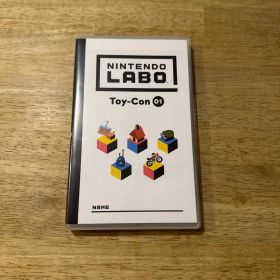 NINTENDO
LABO
Toy-Con 01
NAME